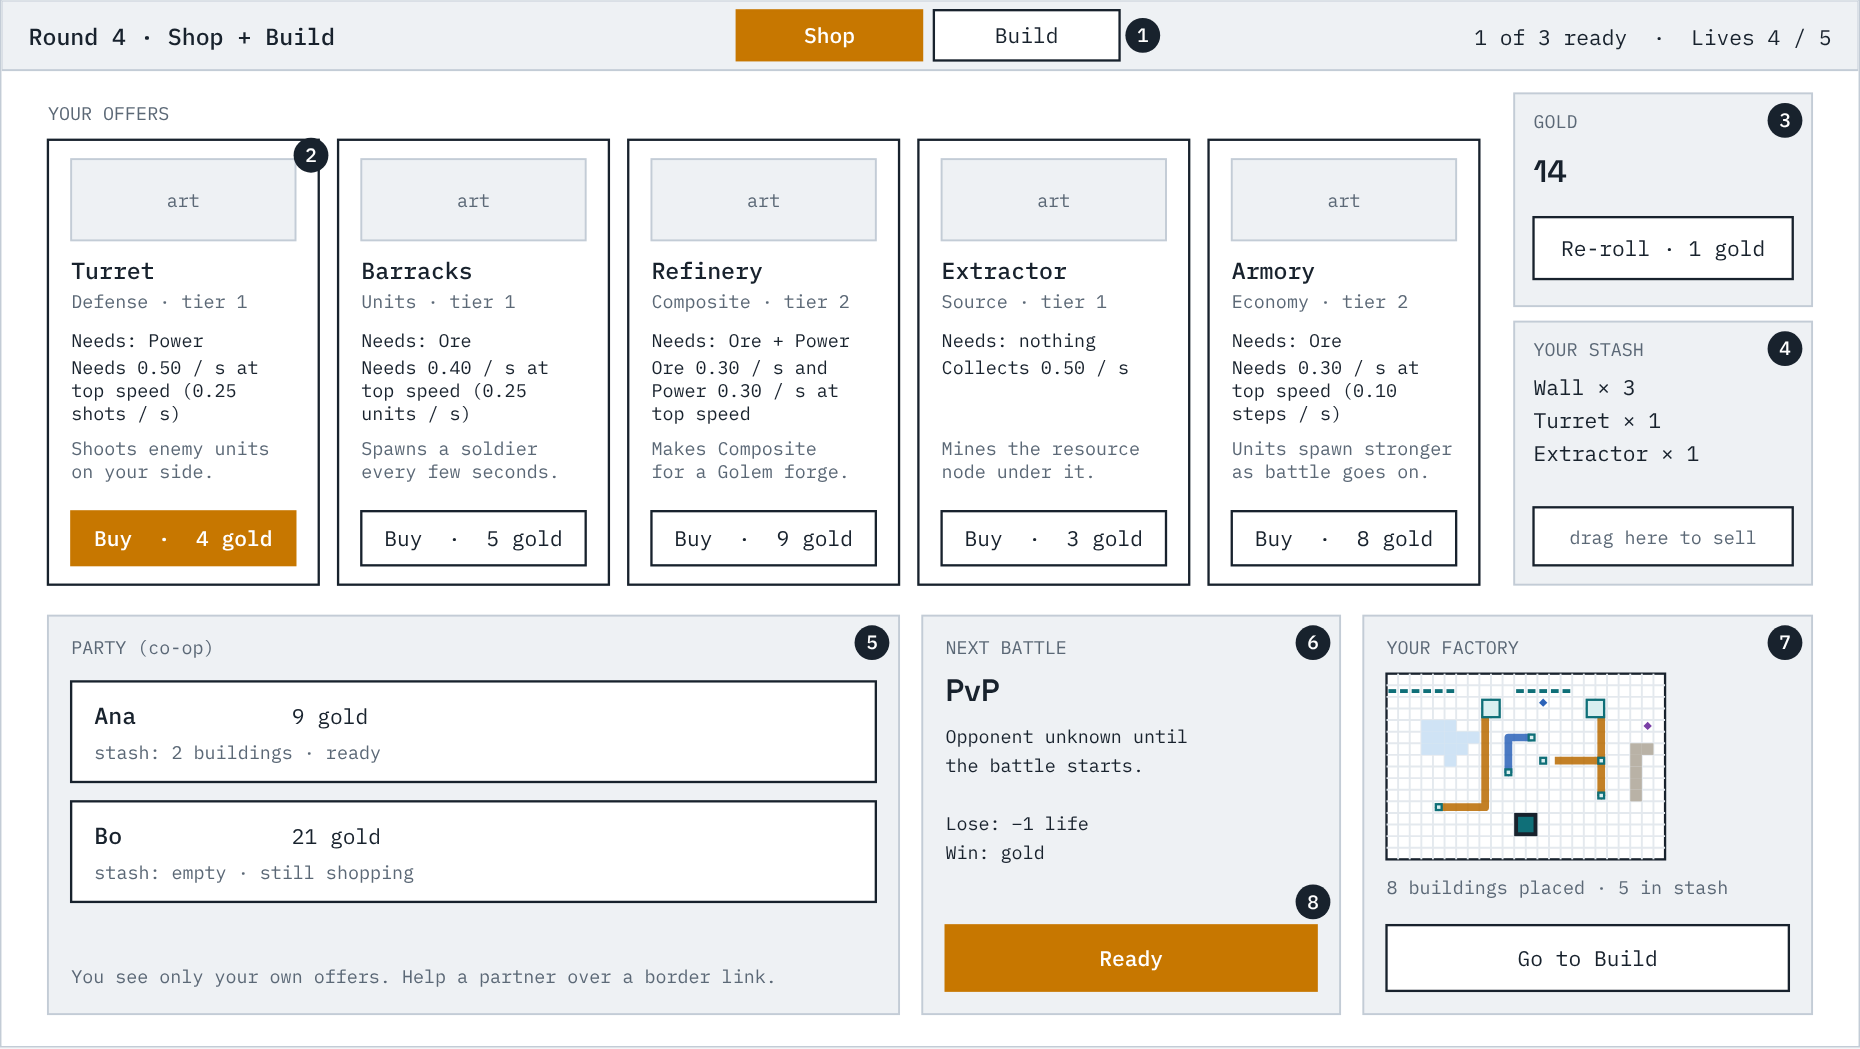 Round 4 · Shop + Build
Shop
Build
1
1 of 3 ready · Lives 4 / 5
YOUR OFFERS
2
art
Turret
Defense · tier 1
Needs: Power
Needs 0.50 / s at
top speed (0.25
shots / s)
Shoots enemy units
on your side.
Buy · 4 gold
art
Barracks
Units · tier 1
Needs: Ore
Needs 0.40 / s at
top speed (0.25
units / s)
Spawns a soldier
every few seconds.
Buy · 5 gold
art
Refinery
Composite · tier 2
Needs: Ore + Power
Ore 0.30 / s and
Power 0.30 / s at
top speed
Makes Composite
for a Golem forge.
Buy · 9 gold
art
Extractor
Source · tier 1
Needs: nothing
Collects 0.50 / s
Mines the resource
node under it.
Buy · 3 gold
art
Armory
Economy · tier 2
Needs: Ore
Needs 0.30 / s at
top speed (0.10
steps / s)
Units spawn stronger
as battle goes on.
Buy · 8 gold
GOLD
3
14
Re-roll · 1 gold
YOUR STASH
4
Wall × 3
Turret × 1
Extractor × 1
drag here to sell
PARTY (co-op)
5
Ana 9 gold
stash: 2 buildings · ready
Bo 21 gold
stash: empty · still shopping
You see only your own offers. Help a partner over a border link.
NEXT BATTLE
6
PvP
Opponent unknown until
the battle starts.
Lose: −1 life
Win: gold
8
Ready
YOUR FACTORY
7
8 buildings placed · 5 in stash
Go to Build